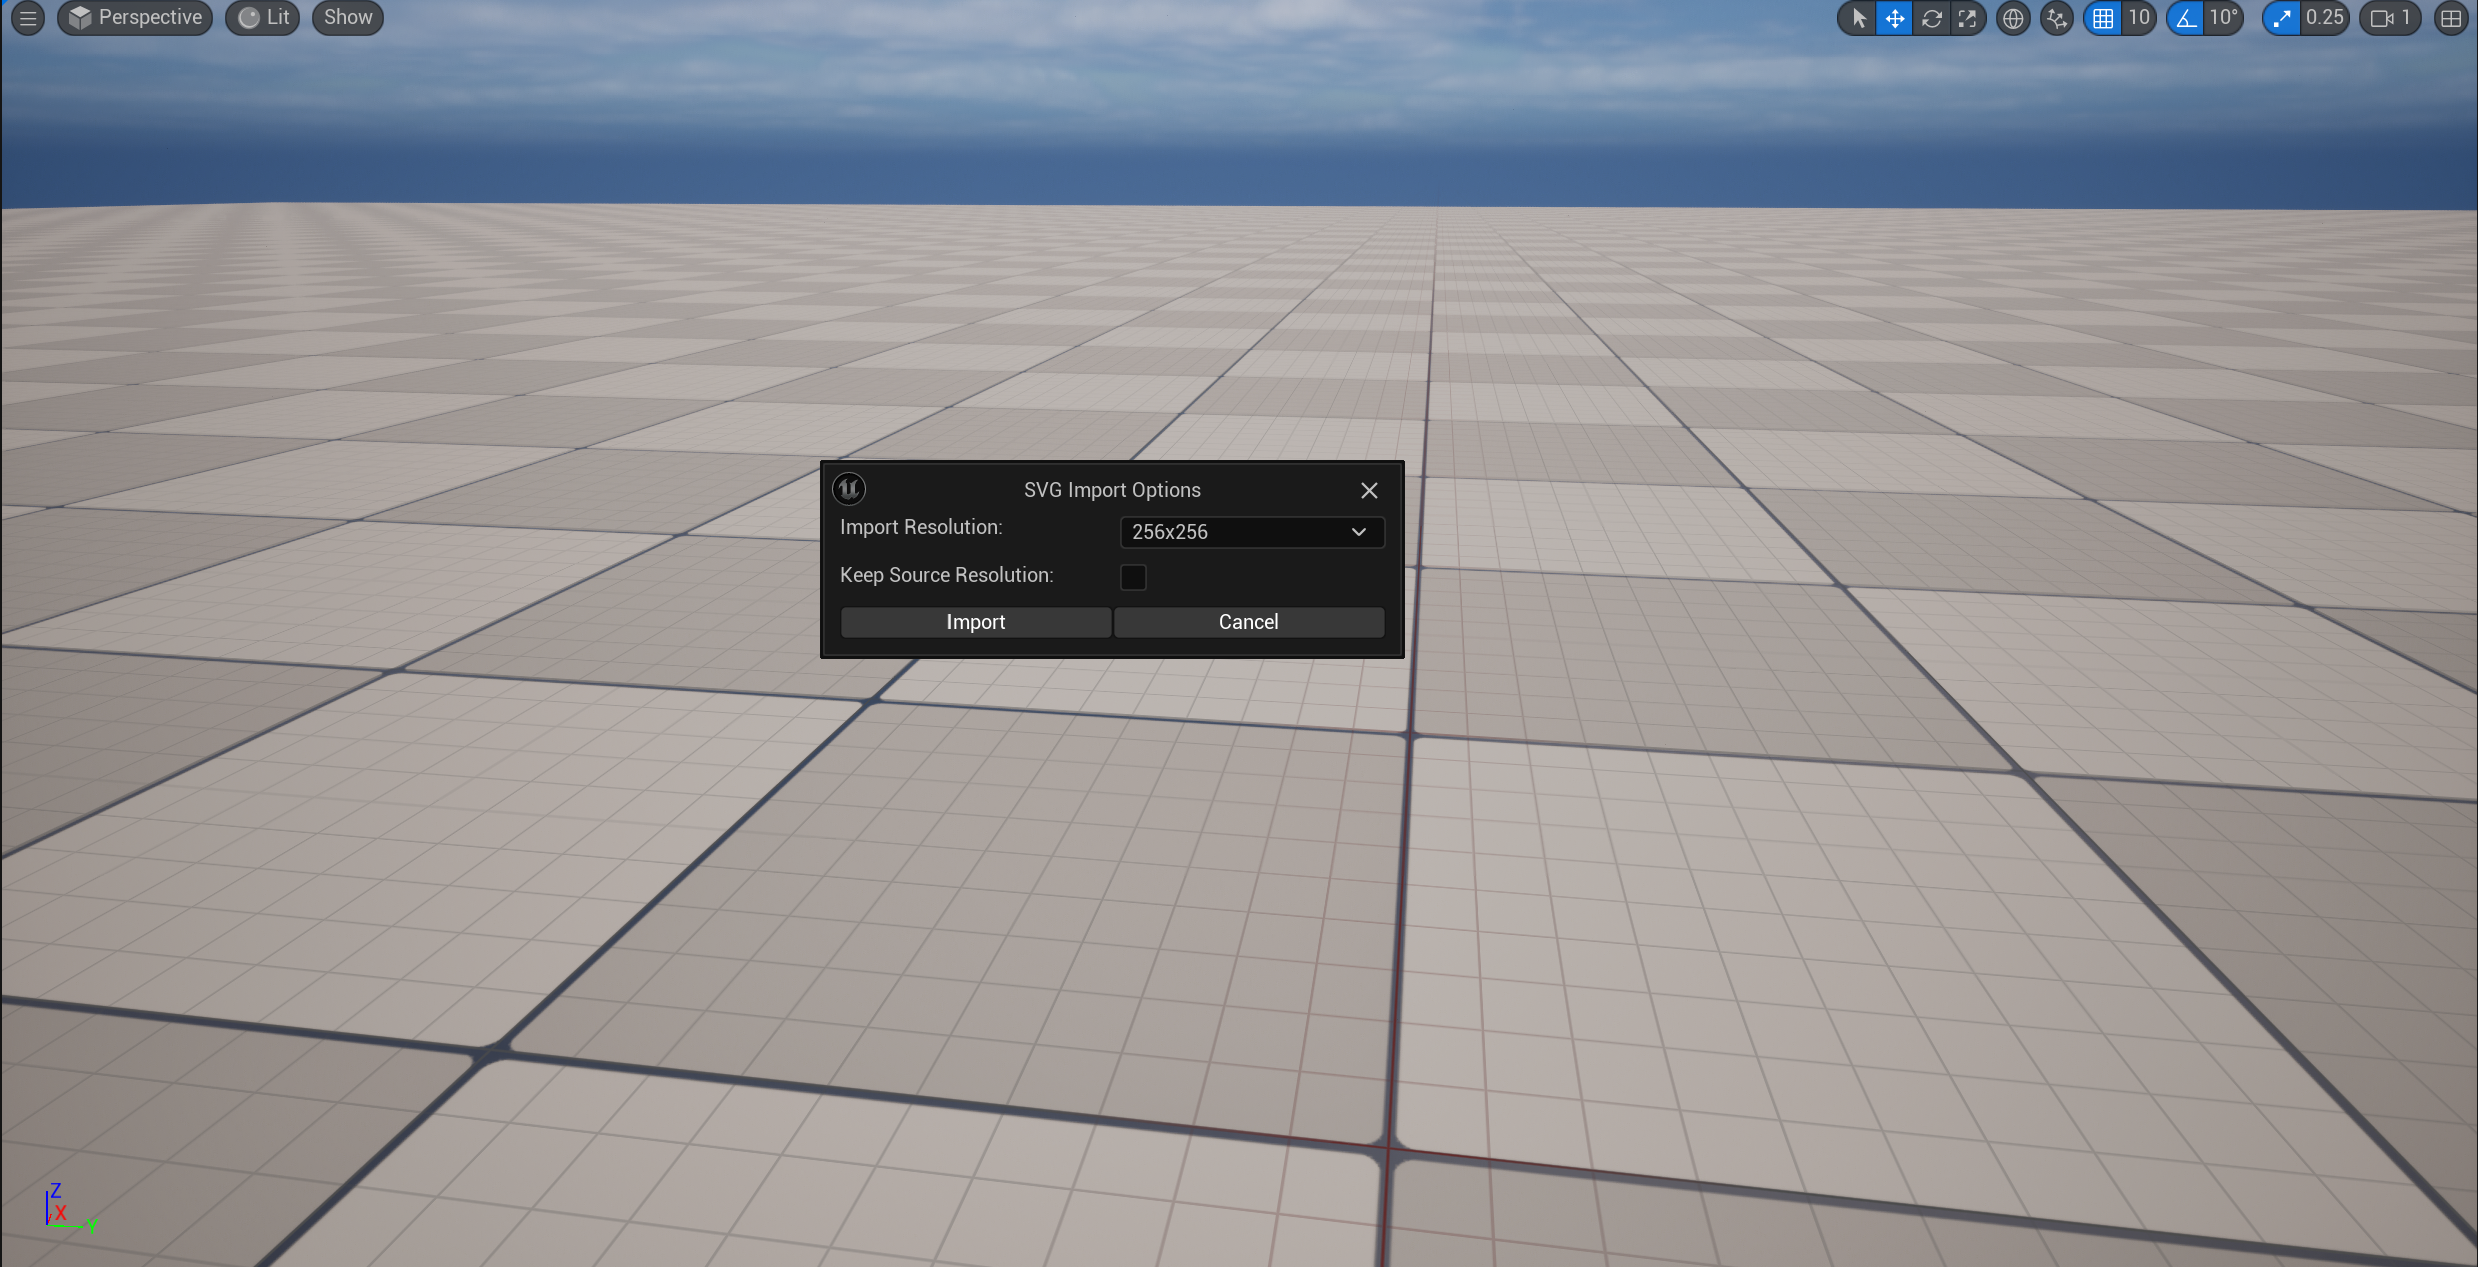 Perspective
Lit
Show
10
10°
0.25
1
SVG Import Options
Import Resolution:
256x256
Keep Source Resolution:
Import
Cancel
Z
X
Y